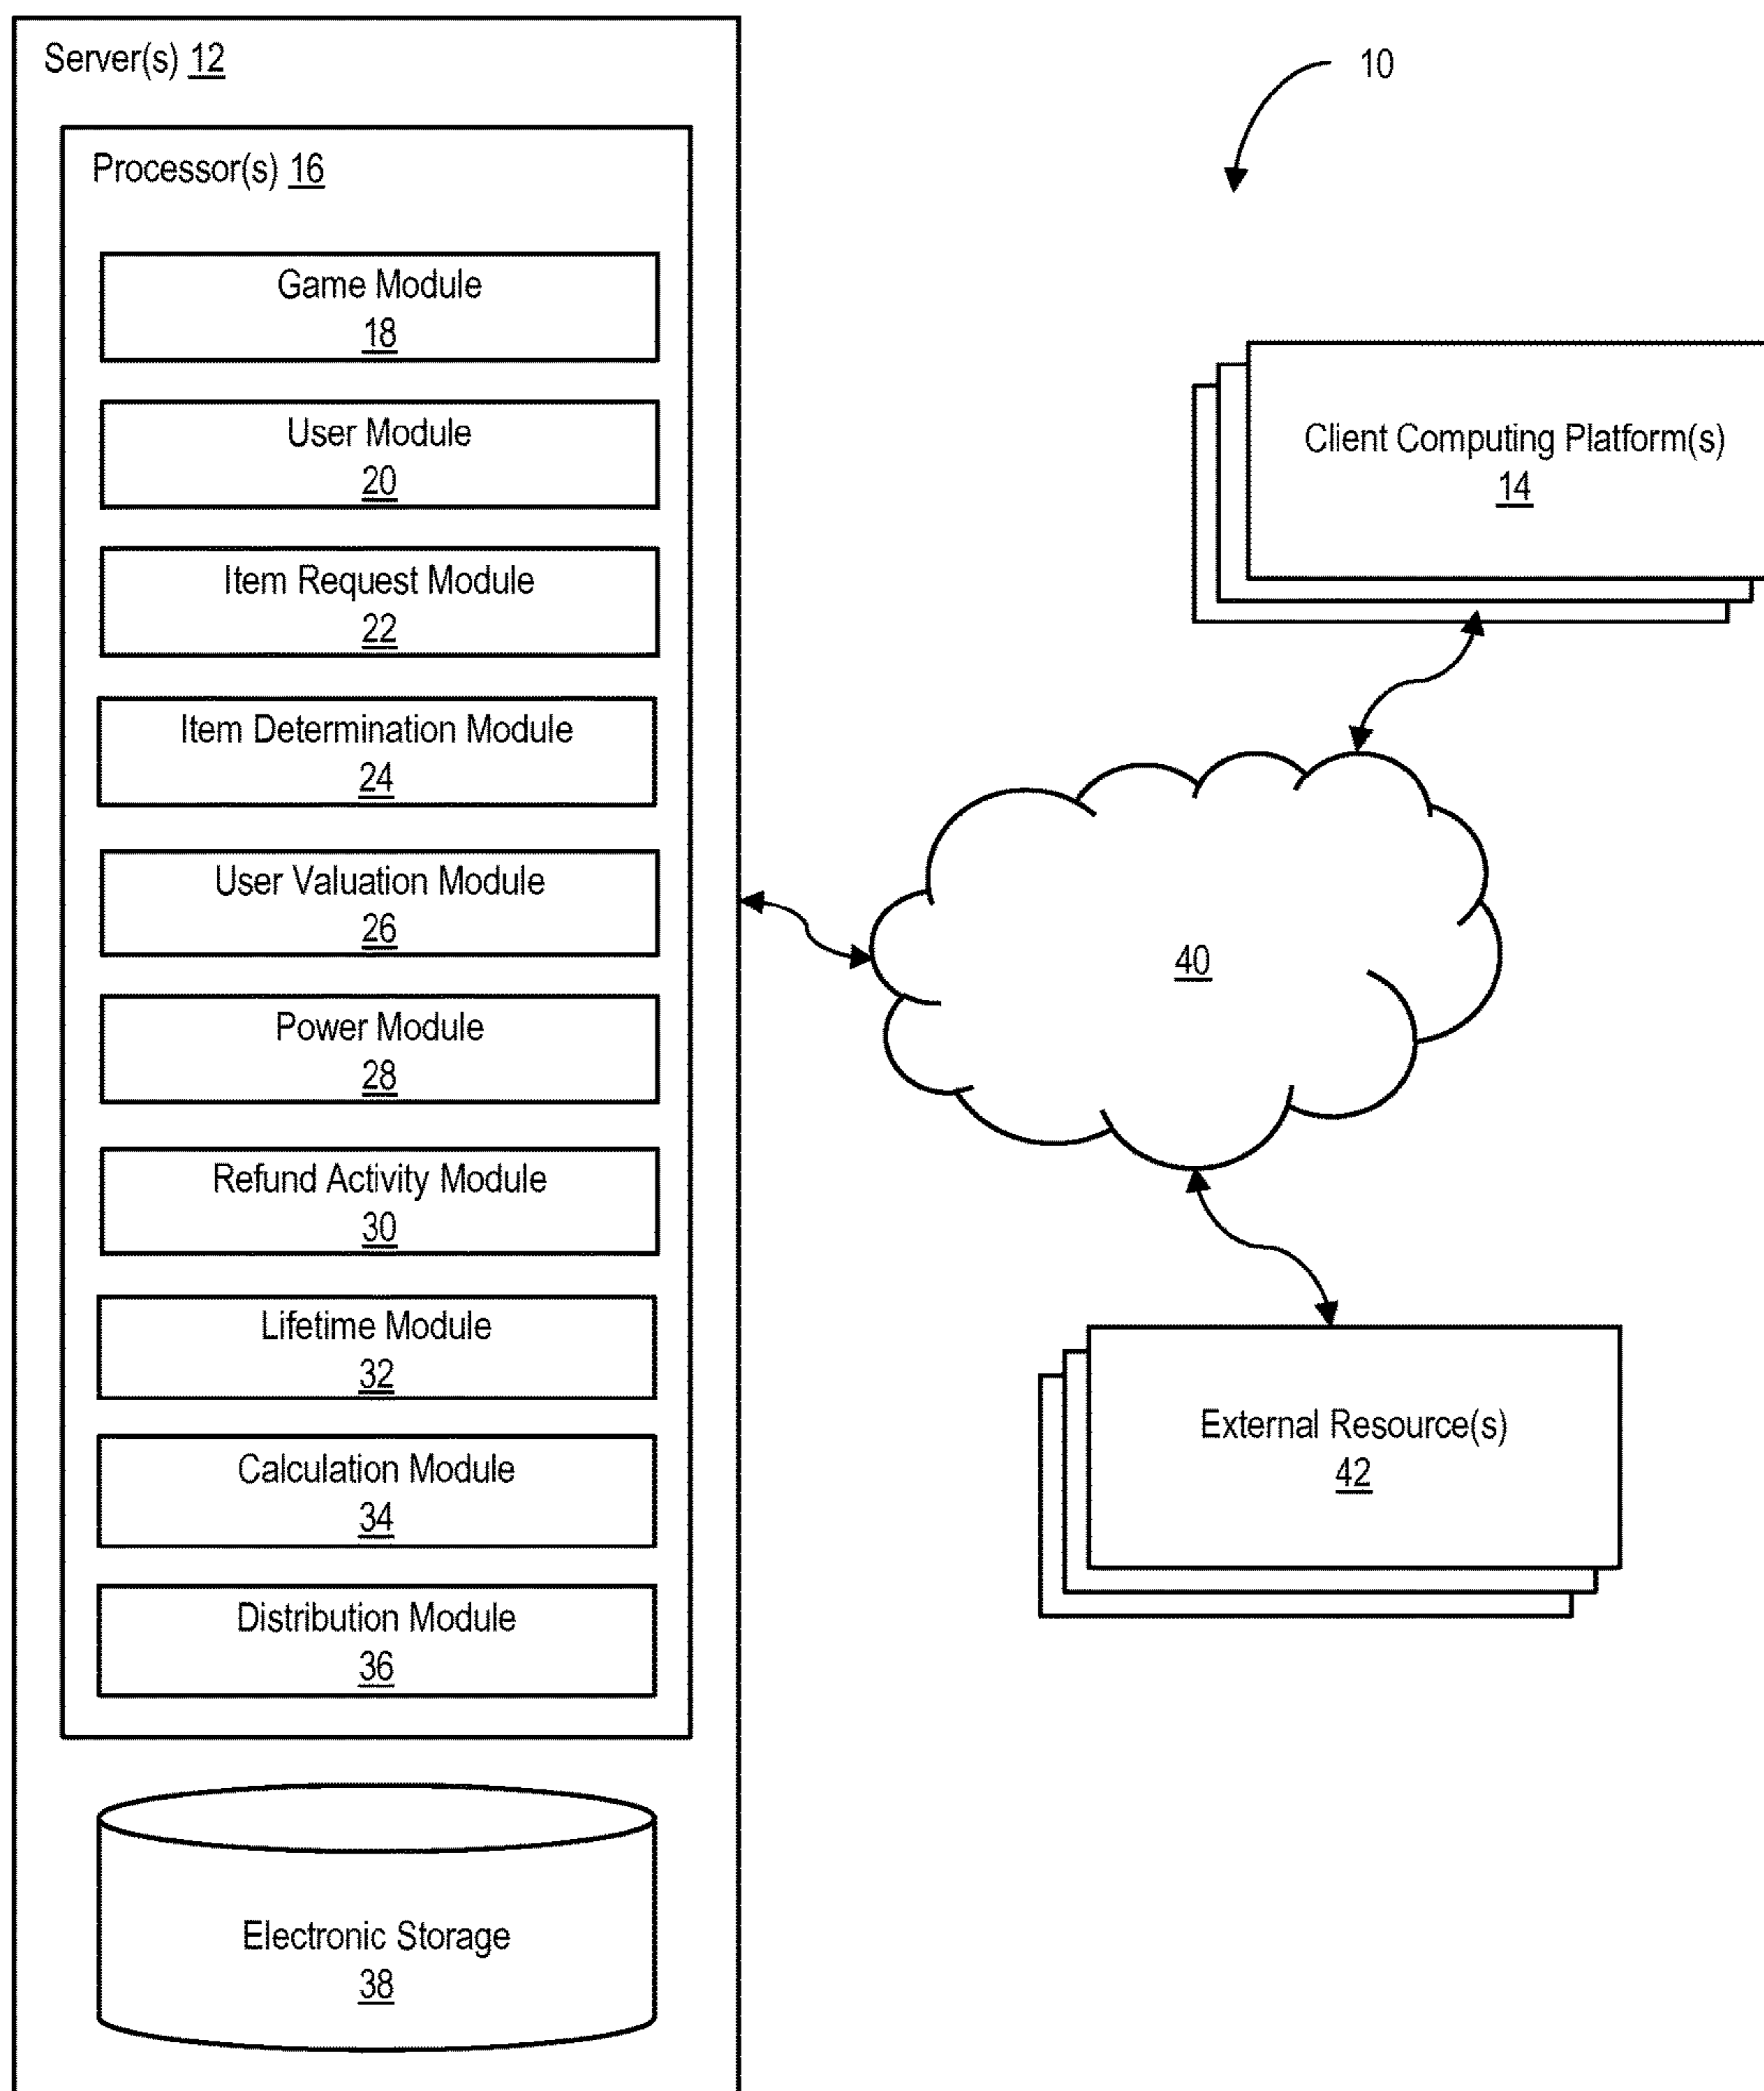 Server(s) 12
Processor(s) 16
Game Module
18
User Module
20
Item Request Module
22
Item Determination Module
24
User Valuation Module
26
Power Module
28
Refund Activity Module
30
Lifetime Module
32
Calculation Module
34
Distribution Module
36
Electronic Storage
38
10
Client Computing Platform(s)
14
40
External Resource(s)
42